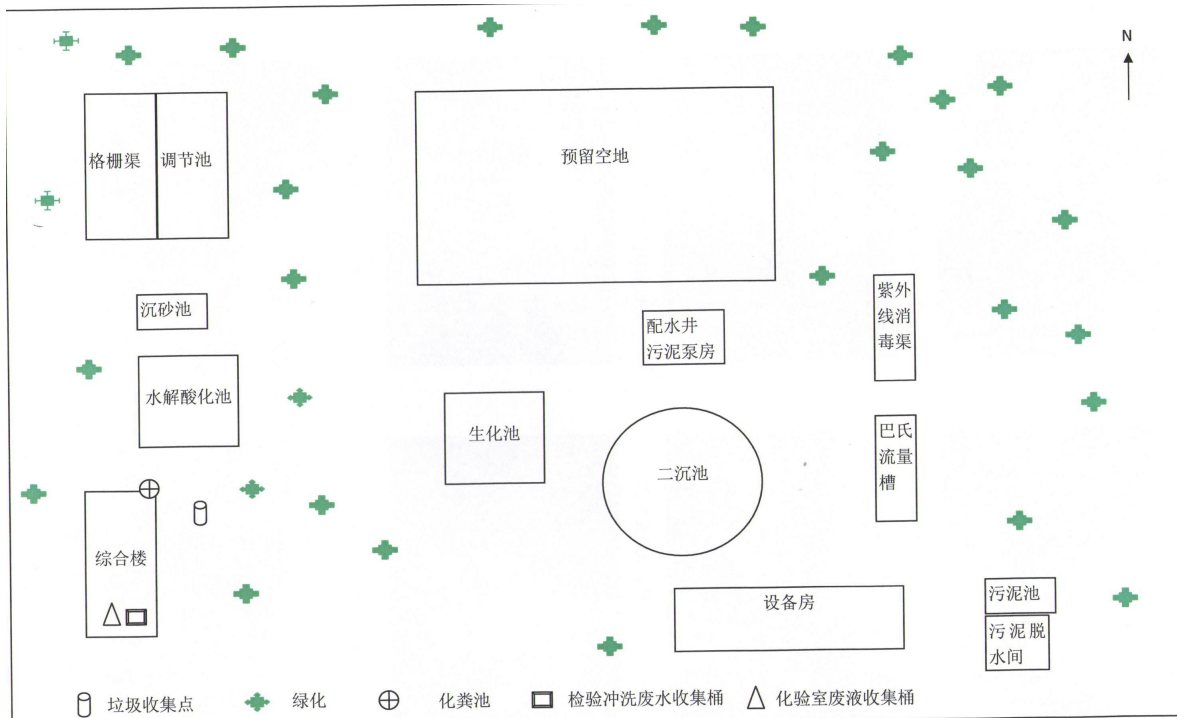 N
格栅渠
调节池
预留空地
沉砂池
配水井
污泥泵房
紫外
线消
毒渠
水解酸化池
生化池
二沉池
巴氏
流量
槽
综合楼
设备房
污泥池
污泥脱
水间
垃圾收集点
绿化
化粪池
检验冲洗废水收集桶
化验室废液收集桶